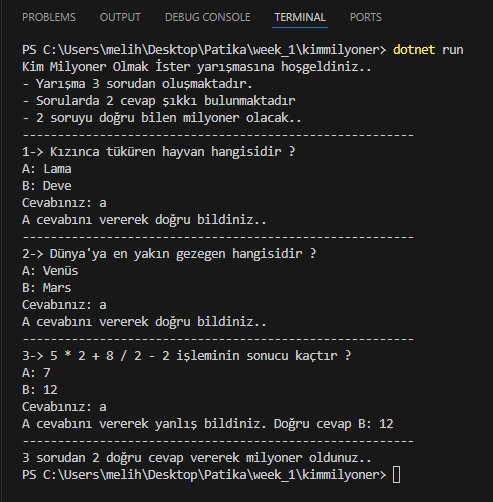 PROBLEMS OUTPUT DEBUG CONSOLE TERMINAL PORTS
PS C:\Users\melih\Desktop\Patika\week_1\kimmilyoner> dotnet run
Kim Milyoner Olmak İster yarışmasına hoşgeldiniz..
- Yarışma 3 sorudan oluşmaktadır.
- Sorularda 2 cevap şıkkı bulunmaktadır
- 2 soruyu doğru bilen milyoner olacak..
------------------------------------------------------
1-> Kızınca tüküren hayvan hangisidir ?
A: Lama
B: Deve
Cevabınız: a
A cevabını vererek doğru bildiniz..
------------------------------------------------------
2-> Dünya'ya en yakın gezegen hangisidir ?
A: Venüs
B: Mars
Cevabınız: a
A cevabını vererek doğru bildiniz..
------------------------------------------------------
3-> 5 * 2 + 8 / 2 - 2 işleminin sonucu kaçtır ?
A: 7
B: 12
Cevabınız: a
A cevabını vererek yanlış bildiniz. Doğru cevap B: 12
------------------------------------------------------
3 sorudan 2 doğru cevap vererek milyoner oldunuz..
PS C:\Users\melih\Desktop\Patika\week_1\kimmilyoner>